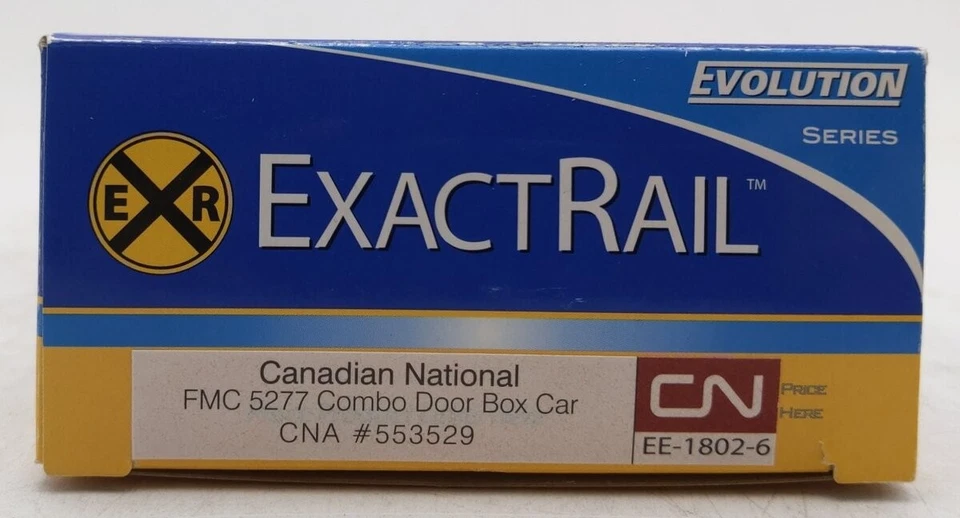 EVOLUTION
SERIES
E R
EXACTRAIL™
Canadian National
FMC 5277 Combo Door Box Car
CNA #553529
CN
EE-1802-6
PRICE
HERE